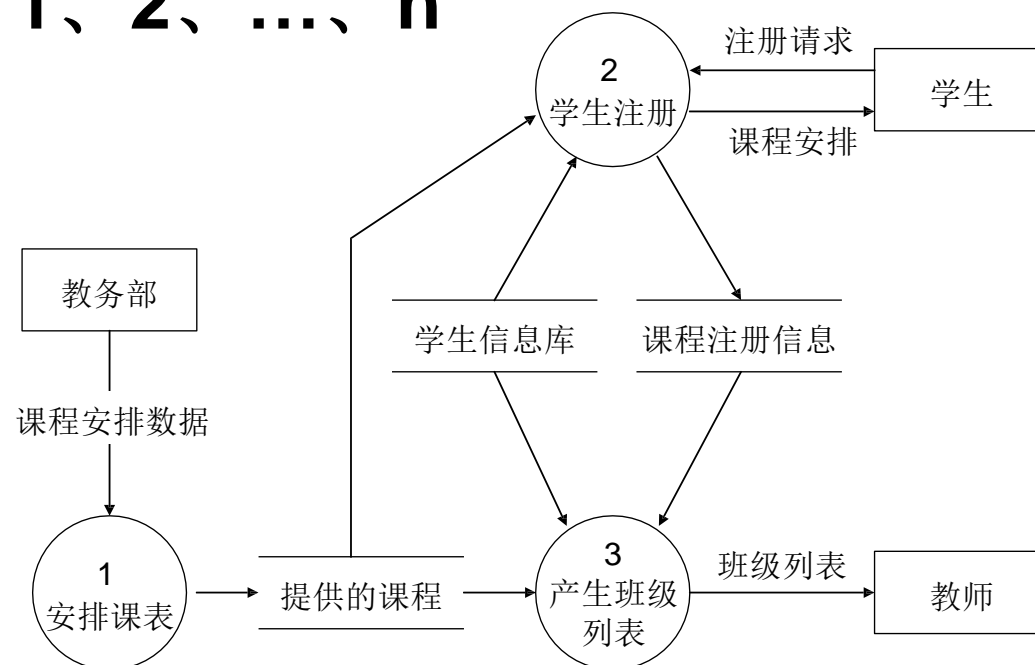 1、2、…、n
注册请求
2
学生注册
学生
课程安排
教务部
学生信息库
课程注册信息
课程安排数据
1
安排课表
提供的课程
3
产生班级
列表
班级列表
教师